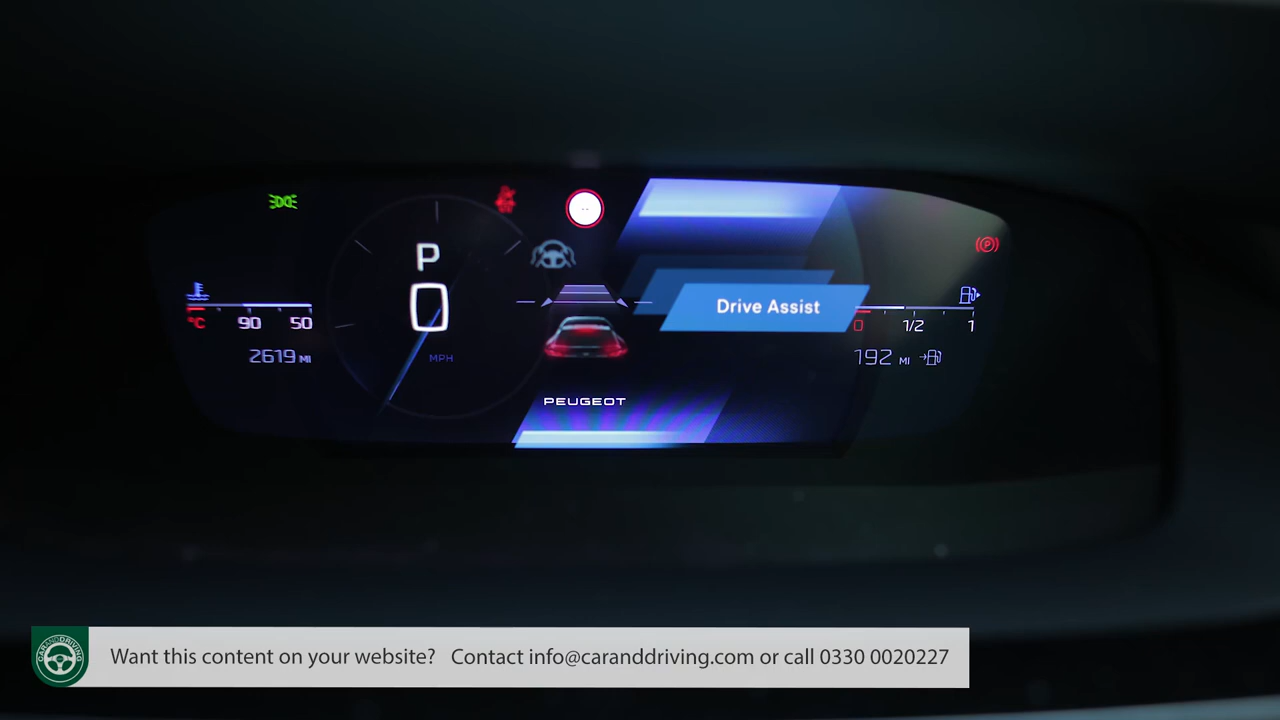 P
0
MPH
°C 90 50
2619 MI
-- 
Drive Assist
0 1/2 1
192 MI
PEUGEOT
(P)
CARANDDRIVING
Want this content on your website? Contact info@caranddriving.com or call 0330 0020227